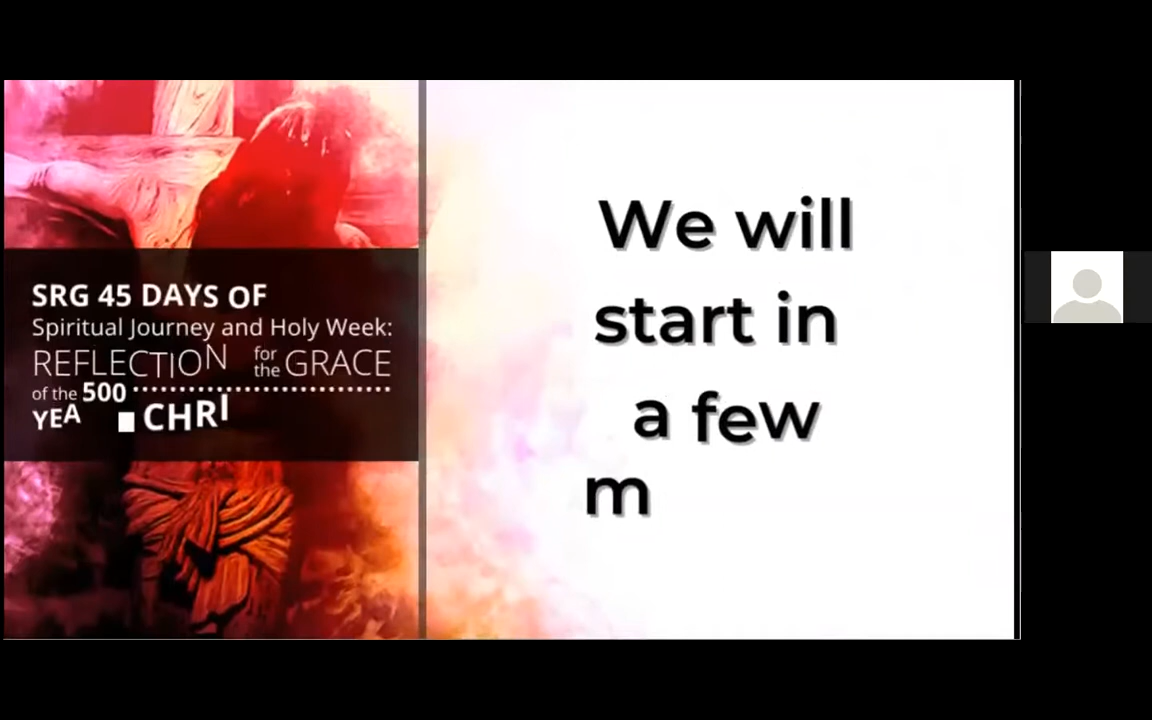 SRG 45 DAYS OF
Spiritual Journey and Holy Week:
REFLECTION for the GRACE
of the 500
YEA CHRI
We will
start in
a few
m